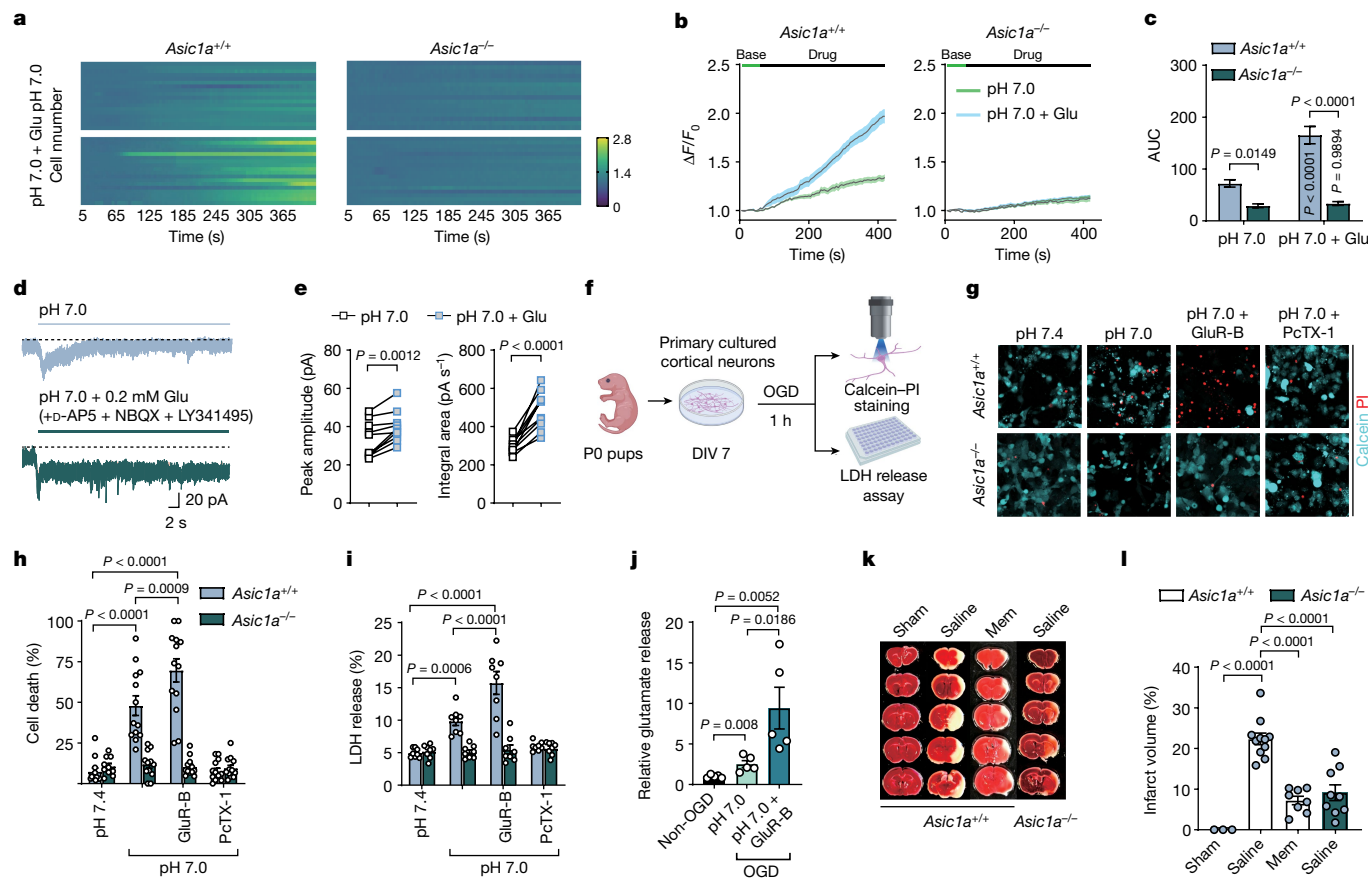 a
Asic1a+/+
Asic1a−/−
pH 7.0 + Glu pH 7.0
Cell nnumber
2.8
1.4
0
5 65 125 185 245 305 365
5 65 125 185 245 305 365
Time (s)
Time (s)
b
Asic1a+/+
Asic1a−/−
Base Drug
Base Drug
2.5
2.0
1.5
1.0
ΔF/F0
0 200 400
Time (s)
2.5
2.0
1.5
1.0
0 200 400
Time (s)
pH 7.0
pH 7.0 + Glu
c
Asic1a+/+
Asic1a−/−
300
200
100
0
AUC
P = 0.0149
P < 0.0001
P < 0.0001
P = 0.9894
pH 7.0
pH 7.0 + Glu
d
pH 7.0
pH 7.0 + 0.2 mM Glu
(+D-AP5 + NBQX + LY341495)
20 pA
2 s
e
pH 7.0
pH 7.0 + Glu
P = 0.0012
Peak amplitude (pA)
80
60
40
20
0
P < 0.0001
Integral area (pA s−1)
800
600
400
200
0
f
P0 pups
Primary cultured
cortical neurons
DIV 7
OGD
1 h
Calcein–PI
staining
LDH release
assay
g
pH 7.4
pH 7.0
pH 7.0 +
GluR-B
pH 7.0 +
PcTX-1
Asic1a+/+
Asic1a−/−
Calcein PI
h
P < 0.0001
P = 0.0009
P < 0.0001
Asic1a+/+
Asic1a−/−
Cell death (%)
100
75
50
25
pH 7.4
GluR-B
PcTX-1
pH 7.0
i
P < 0.0001
P < 0.0001
P = 0.0006
LDH release (%)
25
20
15
10
5
0
pH 7.4
GluR-B
PcTX-1
pH 7.0
j
P = 0.0052
P = 0.0186
P = 0.008
Relative glutamate release
20
15
10
5
0
Non-OGD
pH 7.0
pH 7.0 +
GluR-B
OGD
k
Sham
Saline
Mem
Saline
Asic1a+/+
Asic1a−/−
l
Asic1a+/+
Asic1a−/−
P < 0.0001
P < 0.0001
P < 0.0001
Infarct volume (%)
40
30
20
10
0
Sham
Saline
Mem
Saline